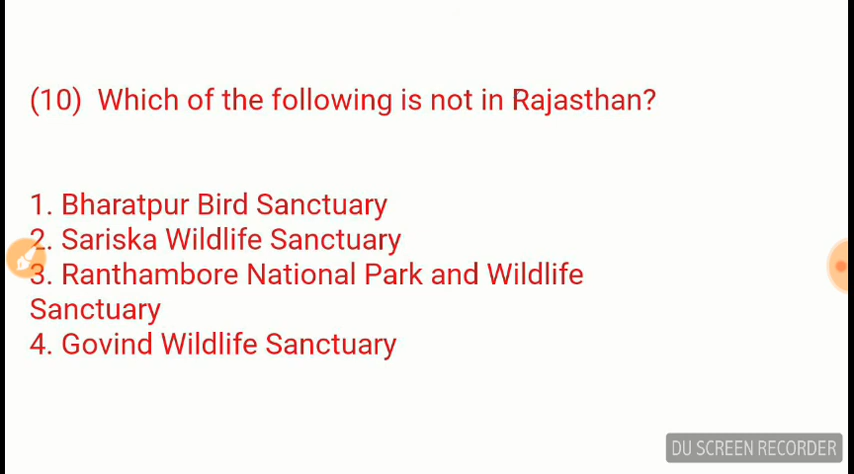 (10) Which of the following is not in Rajasthan?
1. Bharatpur Bird Sanctuary
2. Sariska Wildlife Sanctuary
3. Ranthambore National Park and Wildlife
Sanctuary
4. Govind Wildlife Sanctuary
DU SCREEN RECORDER